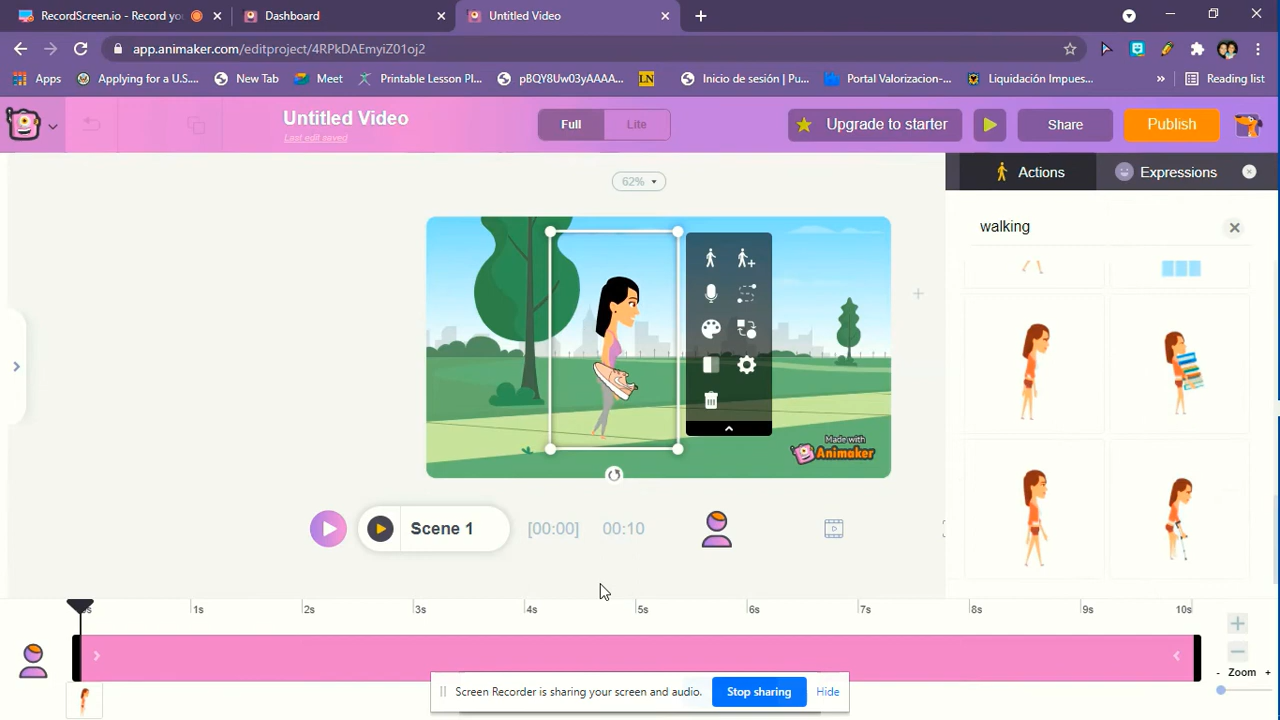 RecordScreen.io - Record you
Dashboard
Untitled Video
app.animaker.com/editproject/4RPkDAEmyiZ01oj2
Apps
Applying for a U.S....
New Tab
Meet
Printable Lesson Pl...
pBQY8Uw03yAAAA...
LN
Inicio de sesión | Pu...
Portal Valorizacion-...
Liquidación Impues...
»
Reading list
Untitled Video
Last edit saved
Full
Lite
Upgrade to starter
Share
Publish
62%
Actions
Expressions
walking
Made with
Animaker
Scene 1
[00:00]
00:10
1s
2s
3s
4s
5s
6s
7s
8s
9s
10s
- Zoom +
Screen Recorder is sharing your screen and audio.
Stop sharing
Hide